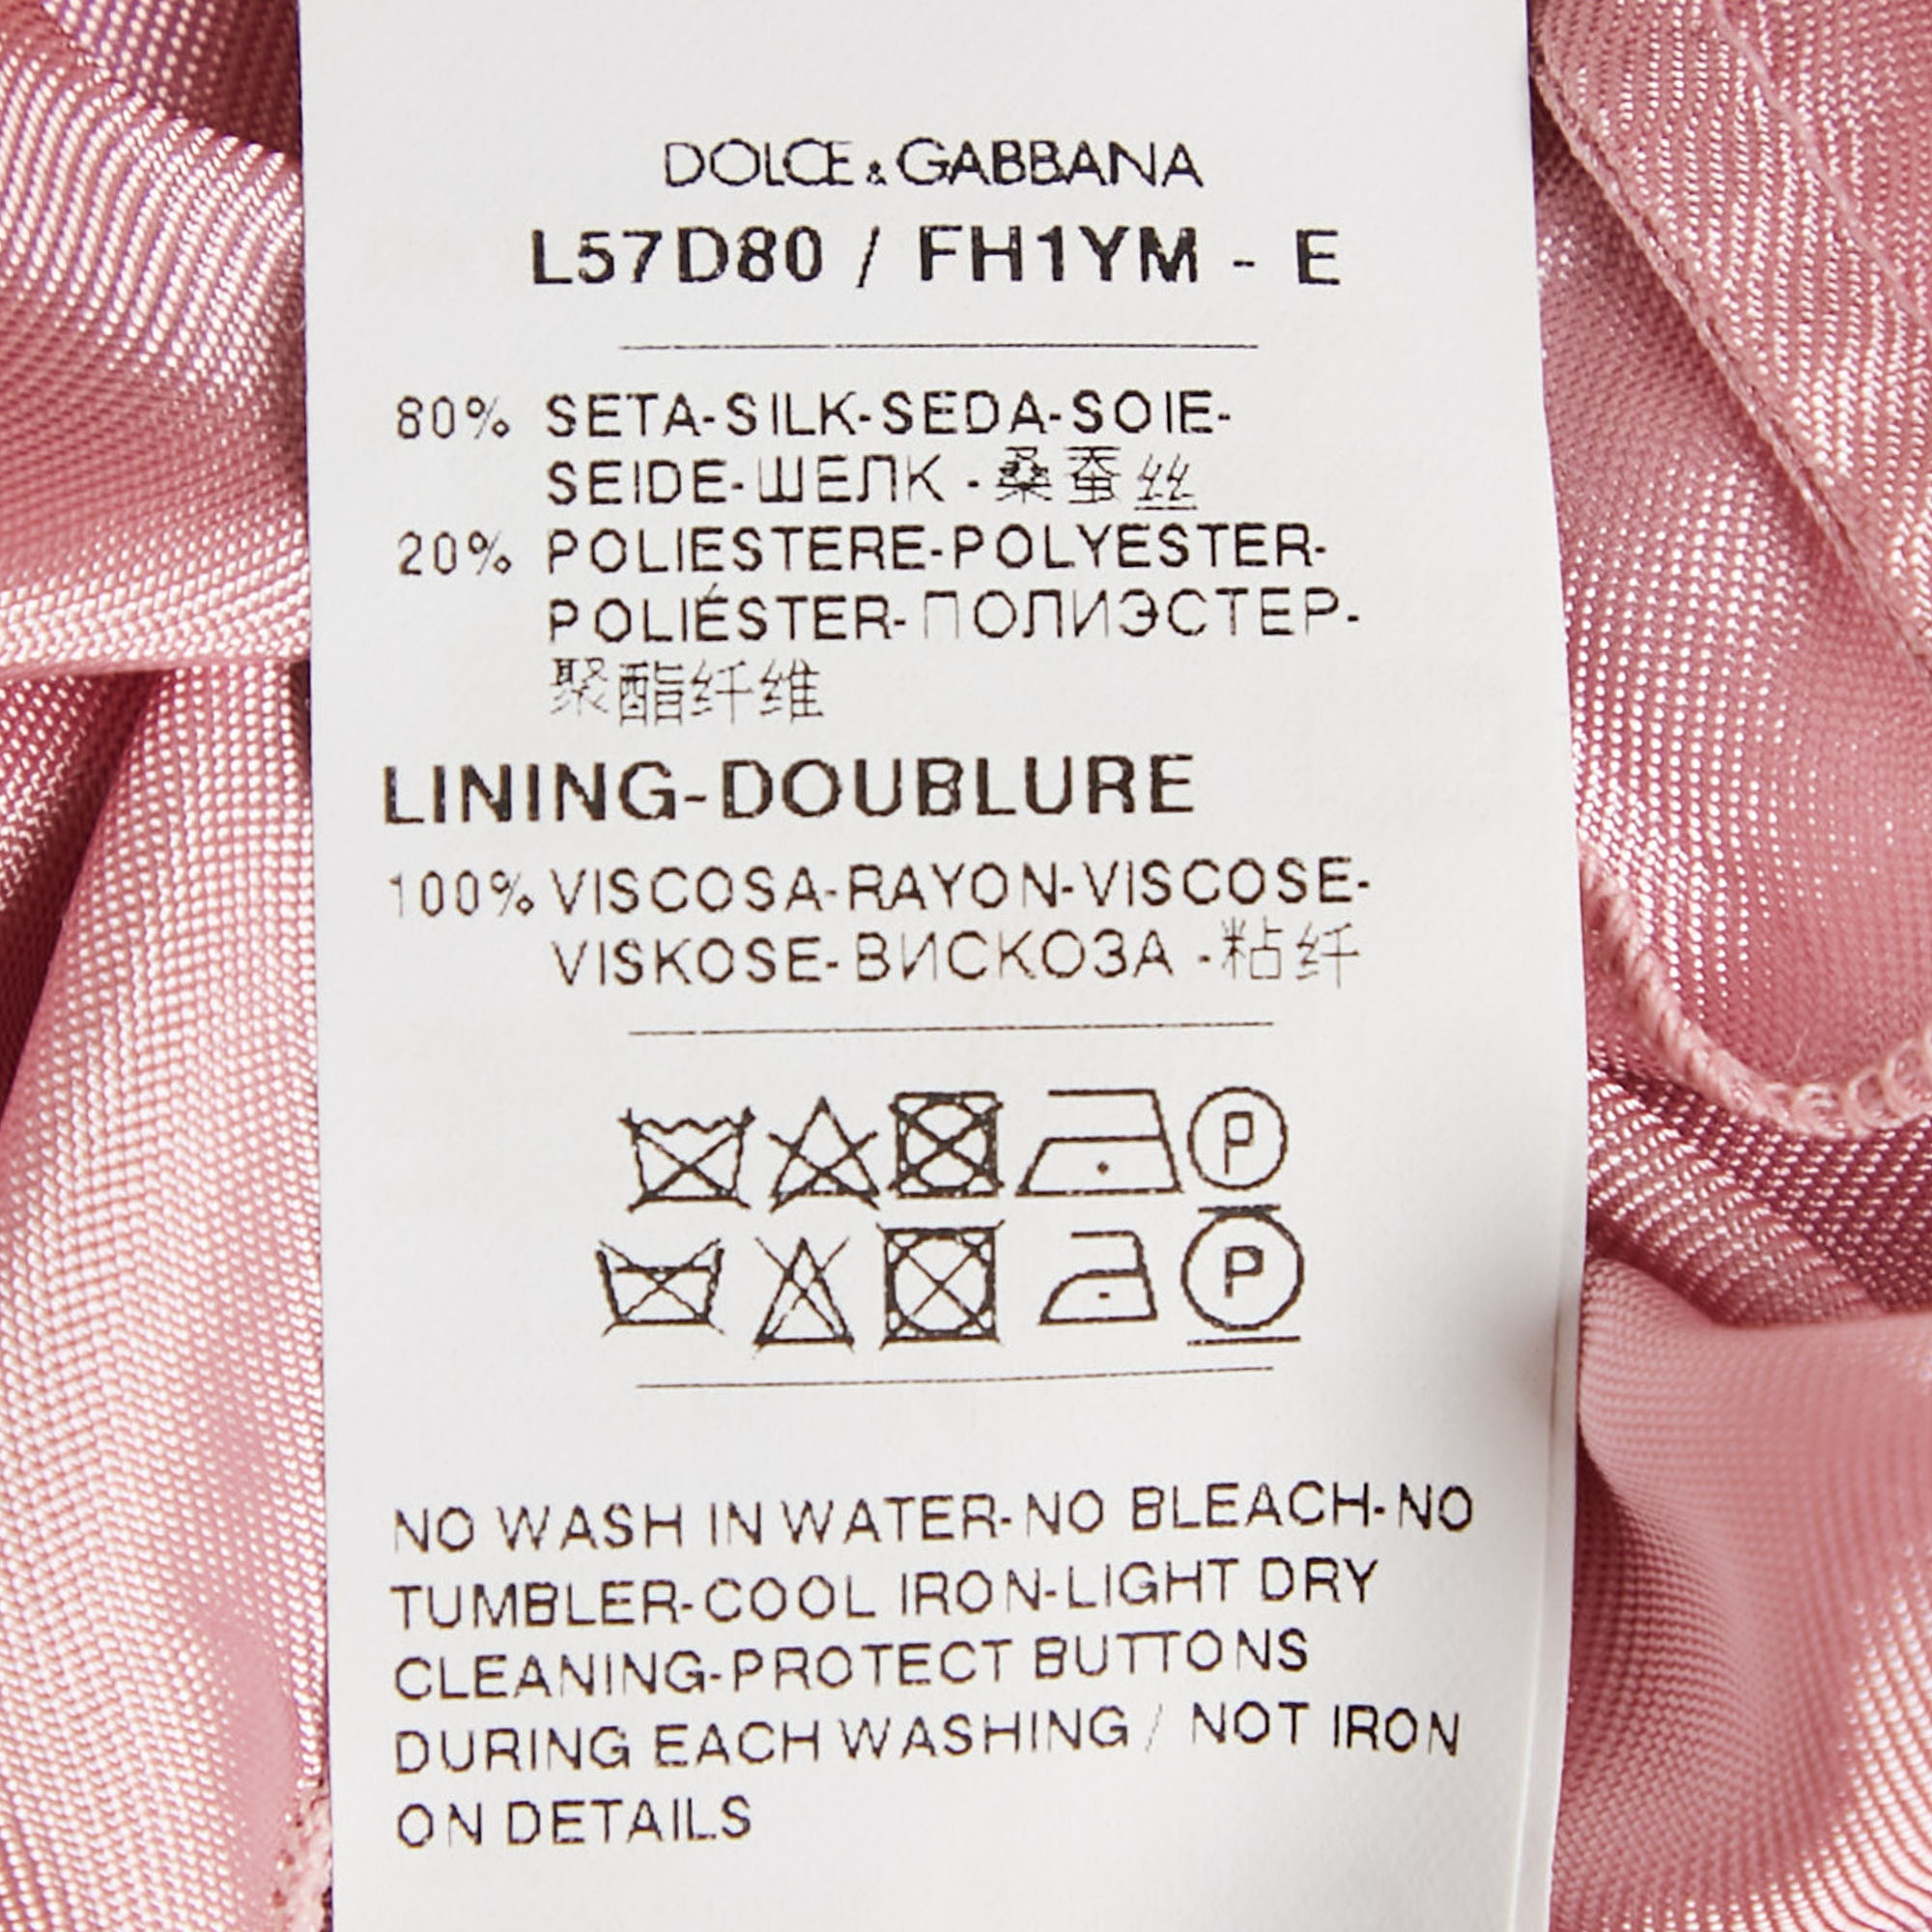 DOLCE & GABBANA
L57D80 / FH1YM - E
80% SETA-SILK-SEDA-SOIE-
SEIDE-ШЕЛК -桑蚕丝
20% POLIESTERE-POLYESTER-
POLIÉSTER-ПОЛИЭСТЕР-
聚酯纤维
LINING-DOUBLURE
100% VISCOSA-RAYON-VISCOSE-
VISKOSE-ВИСКОЗА -粘纤
P
P
NO WASH IN WATER-NO BLEACH-NO
TUMBLER-COOL IRON-LIGHT DRY
CLEANING-PROTECT BUTTONS
DURING EACH WASHING / NOT IRON
ON DETAILS